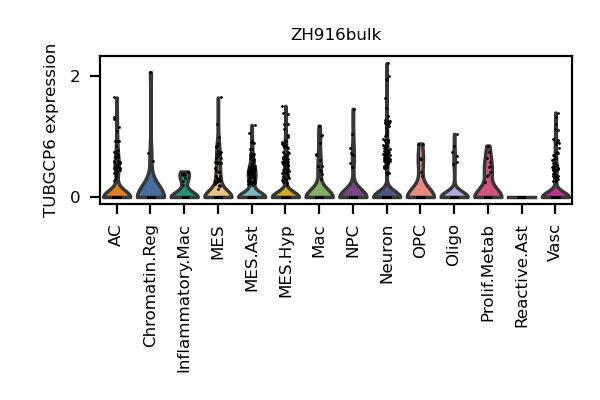 ZH916bulk
TUBGCP6 expression
2
0
AC
Chromatin.Reg
Inflammatory.Mac
MES
MES.Ast
MES.Hyp
Mac
NPC
Neuron
OPC
Oligo
Prolif.Metab
Reactive.Ast
Vasc